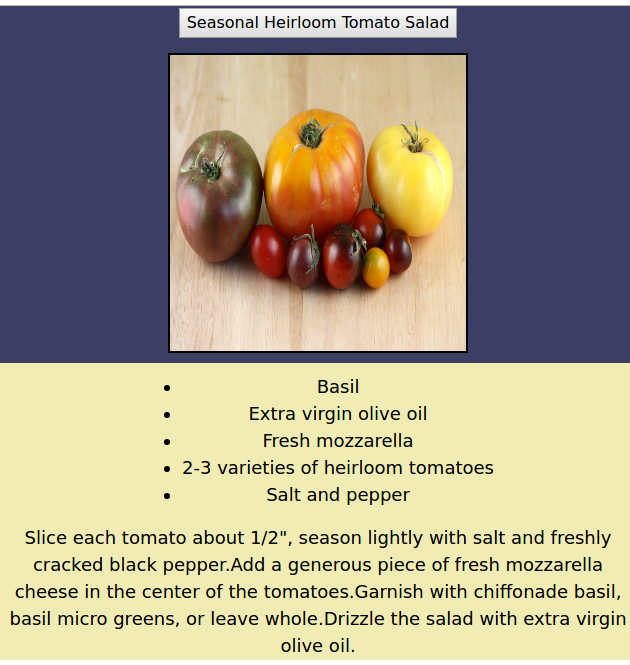 Seasonal Heirloom Tomato Salad
Basil
Extra virgin olive oil
Fresh mozzarella
2-3 varieties of heirloom tomatoes
Salt and pepper
Slice each tomato about 1/2", season lightly with salt and freshly
cracked black pepper.Add a generous piece of fresh mozzarella
cheese in the center of the tomatoes.Garnish with chiffonade basil,
basil micro greens, or leave whole.Drizzle the salad with extra virgin
olive oil.